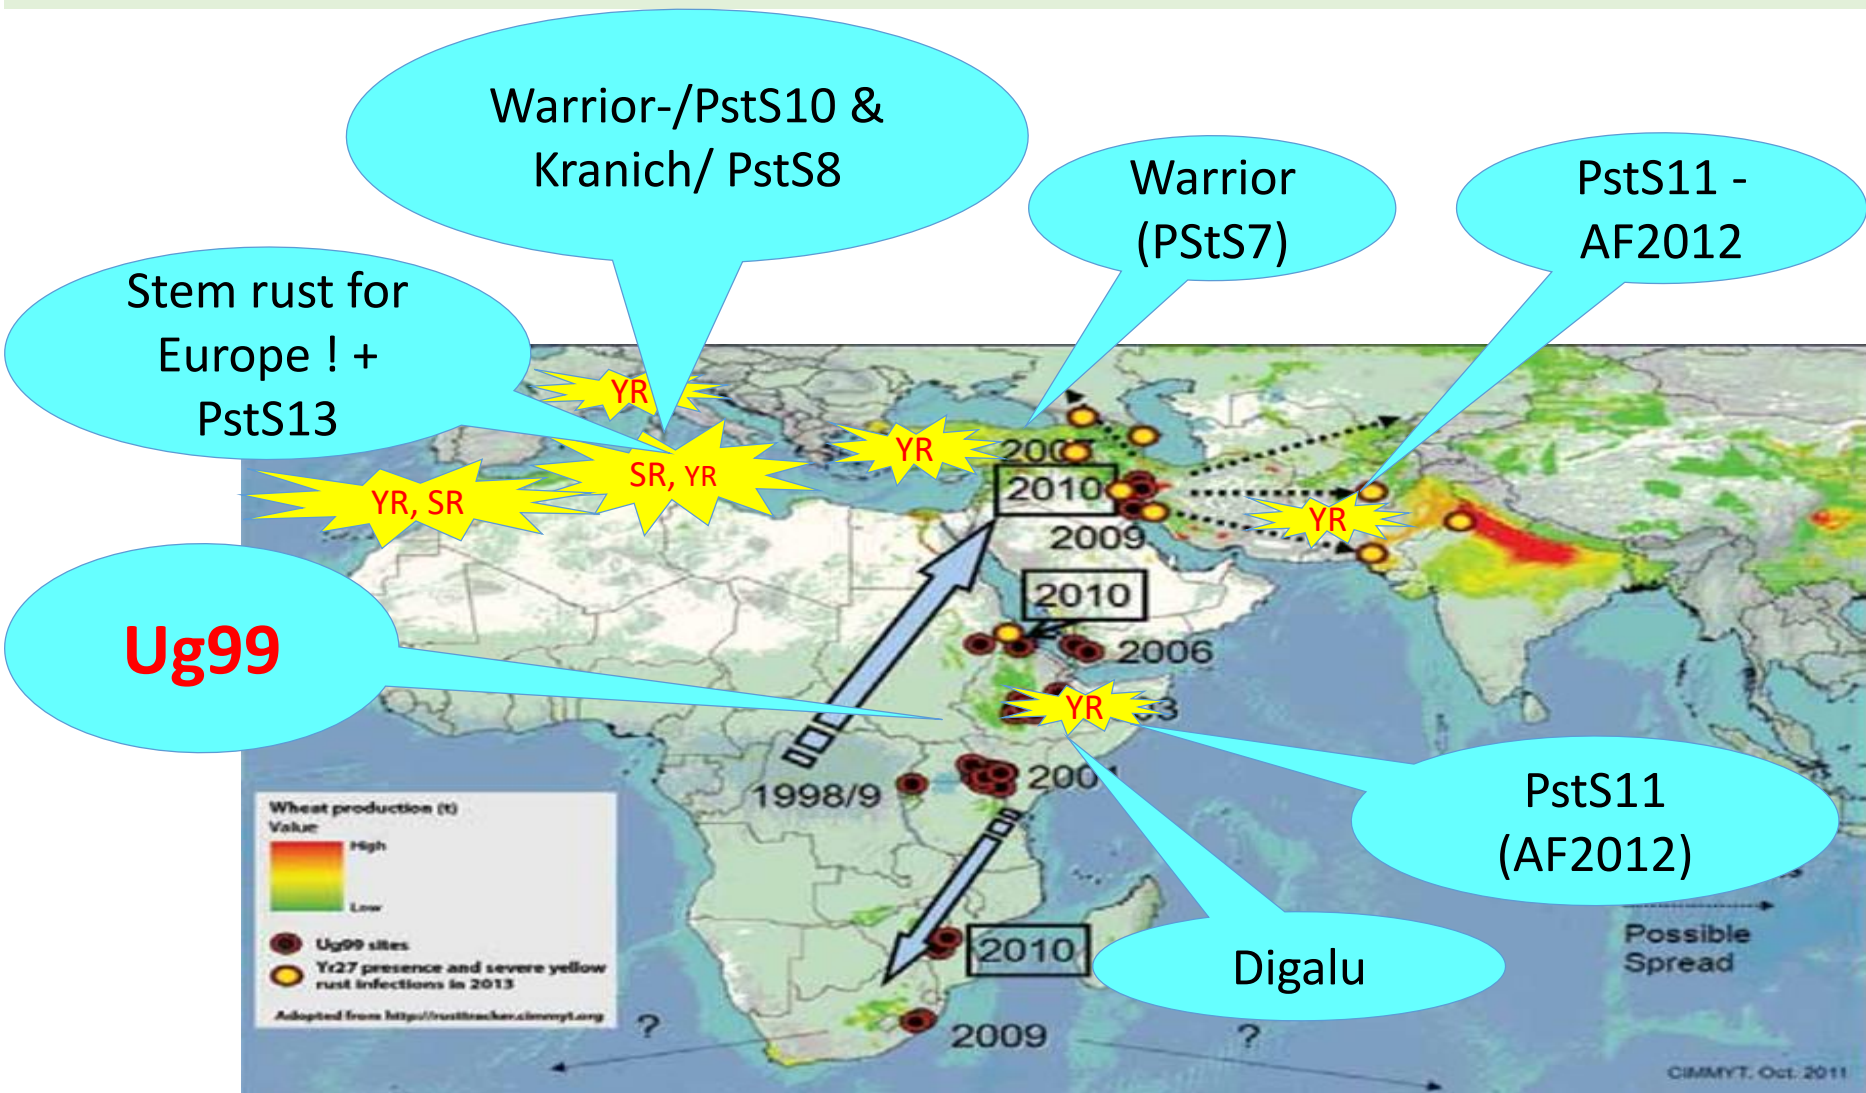 Warrior-/PstS10 &
Kranich/ PstS8
Warrior
(PStS7)
PstS11 -
AF2012
Stem rust for
Europe ! +
PstS13
YR
YR
SR, YR
YR, SR
2010
YR
2009
2010
Ug99
2006
YR
1998/9
2001
PstS11
(AF2012)
Wheat production (t)
Value
High
Low
Ug99 sites
Yr27 presence and severe yellow
rust infections in 2013
Adopted from http://rusttracker.cimmyt.org
2010
Digalu
Possible
Spread
?
2009
?
CIMMYT. Oct. 2011